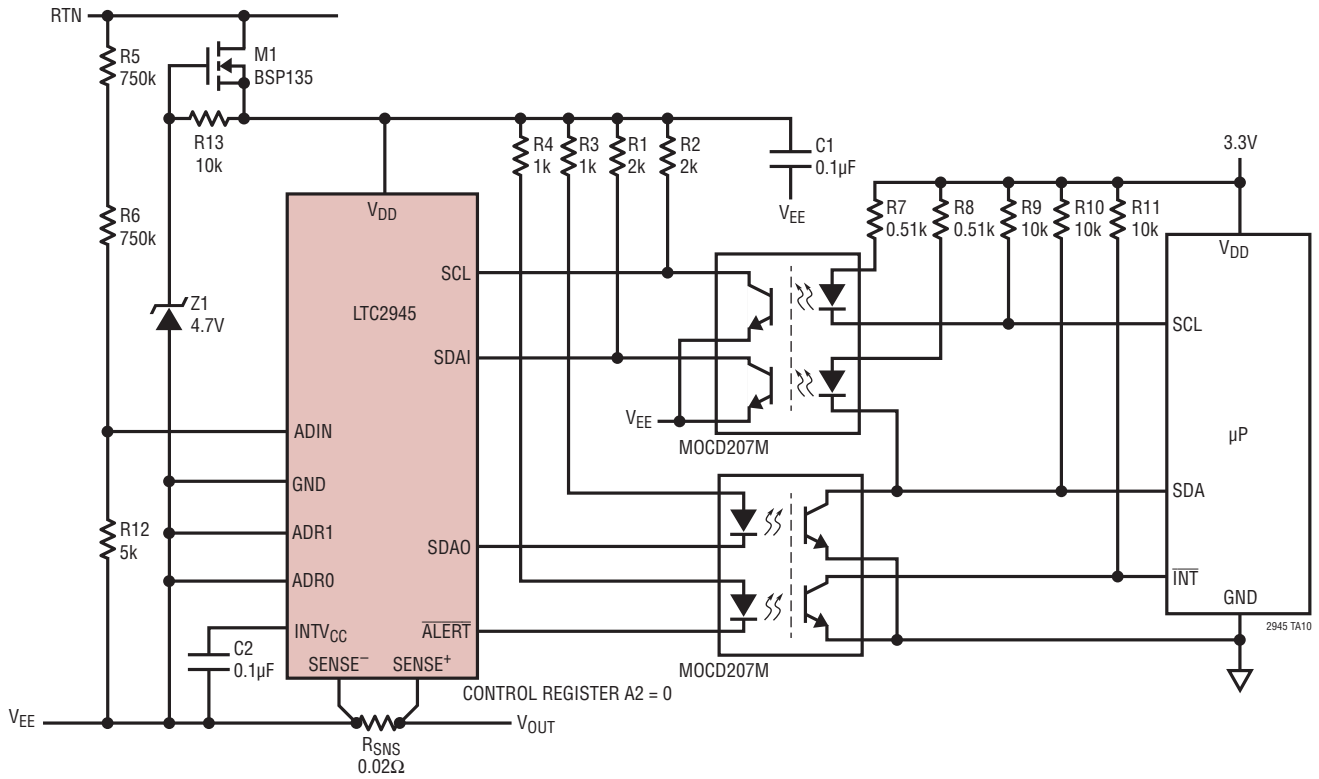 RTN
R5
750k
M1
BSP135
R13
10k
R4
1k
R3
1k
R1
2k
R2
2k
C1
0.1µF
VEE
3.3V
R6
750k
VDD
R7
0.51k
R8
0.51k
R9
10k
R10
10k
R11
10k
VDD
SCL
Z1
4.7V
LTC2945
SCL
SDAI
VEE
MOCD207M
ADIN
µP
GND
SDA
R12
5k
ADR1
SDAO
ADR0
INT
GND
INTVCC
ALERT
2945 TA10
C2
0.1µF
SENSE–
SENSE+
MOCD207M
CONTROL REGISTER A2 = 0
VEE
VOUT
RSNS
0.02Ω